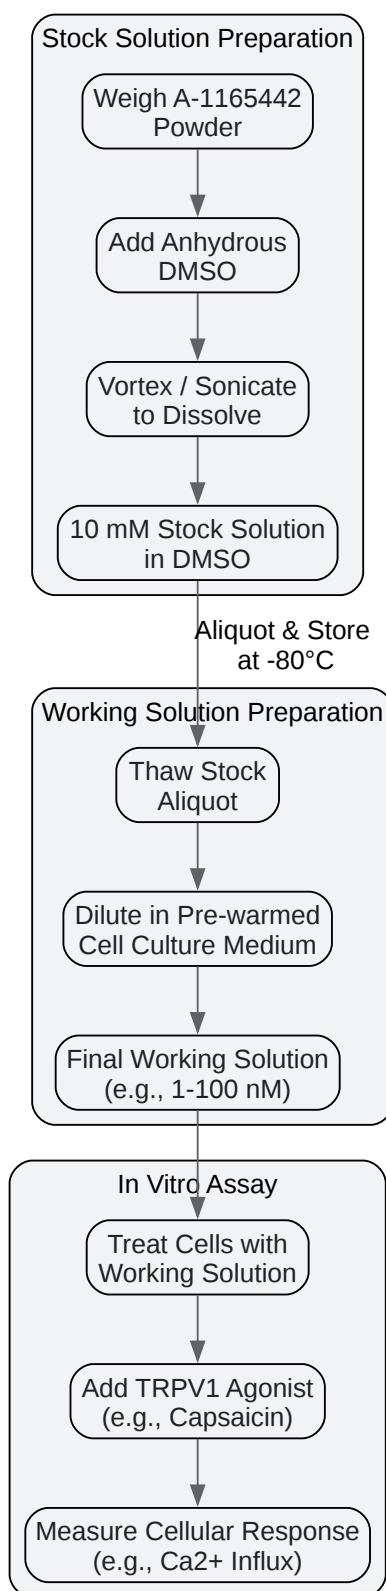 Stock Solution Preparation
Weigh A-1165442
Powder
Add Anhydrous
DMSO
Vortex / Sonicate
to Dissolve
10 mM Stock Solution
in DMSO
Aliquot & Store
at -80°C
Working Solution Preparation
Thaw Stock
Aliquot
Dilute in Pre-warmed
Cell Culture Medium
Final Working Solution
(e.g., 1-100 nM)
In Vitro Assay
Treat Cells with
Working Solution
Add TRPV1 Agonist
(e.g., Capsaicin)
Measure Cellular Response
(e.g., Ca2+ Influx)